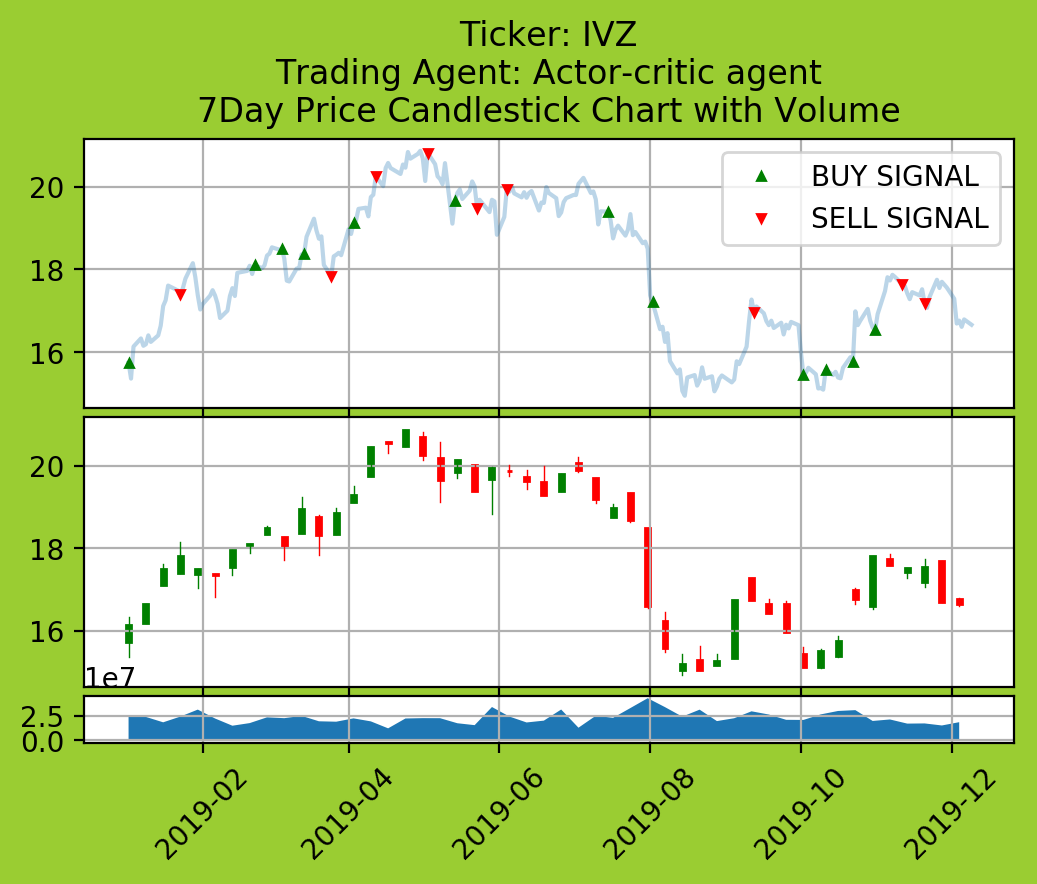 Ticker: IVZ
Trading Agent: Actor-critic agent
7Day Price Candlestick Chart with Volume
BUY SIGNAL
SELL SIGNAL
20
18
16
20
18
16
1e7
2.5
0.0
2019-02
2019-04
2019-06
2019-08
2019-10
2019-12